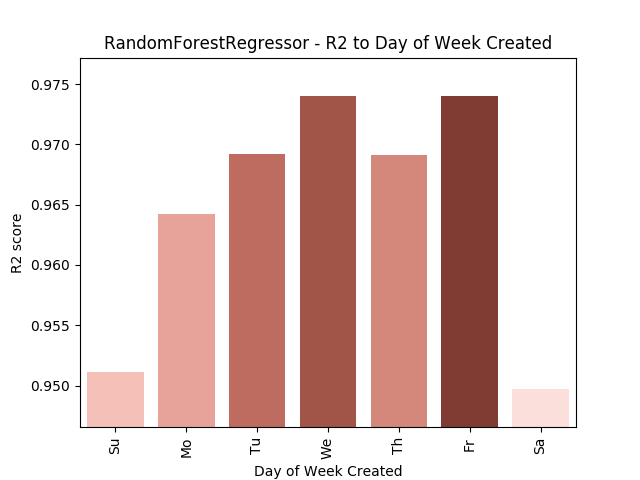 RandomForestRegressor - R2 to Day of Week Created
0.975
0.970
0.965
0.960
0.955
0.950
R2 score
Su
Mo
Tu
We
Th
Fr
Sa
Day of Week Created